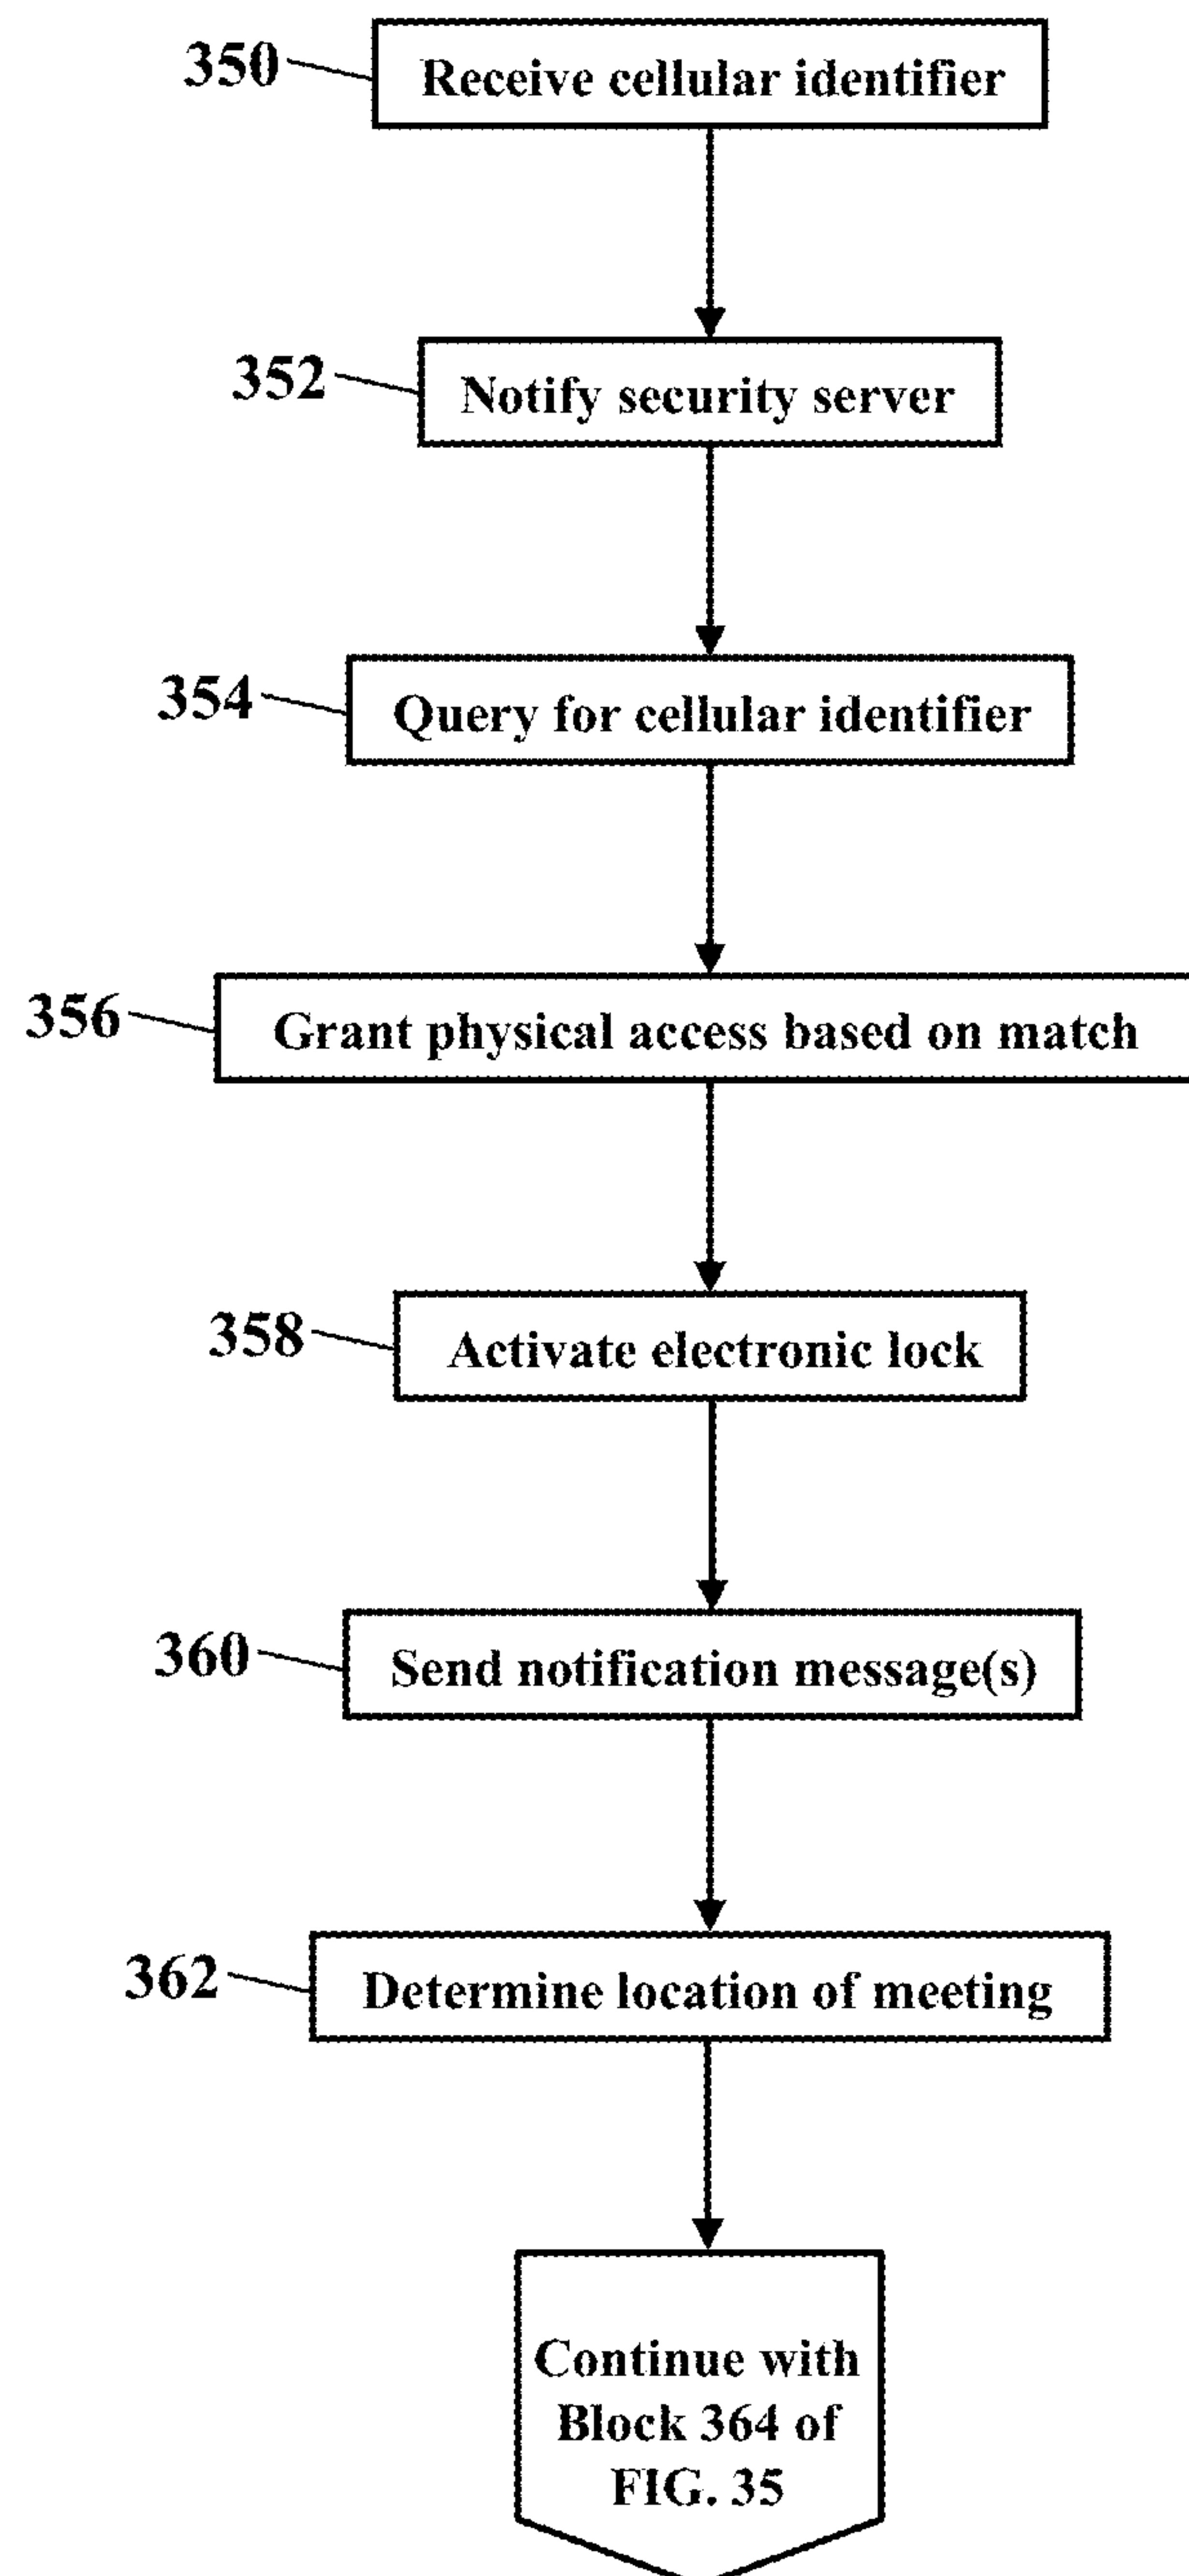 350 Receive cellular identifier
352 Notify security server
354 Query for cellular identifier
356 Grant physical access based on match
358 Activate electronic lock
360 Send notification message(s)
362 Determine location of meeting
Continue with
Block 364 of
FIG. 35